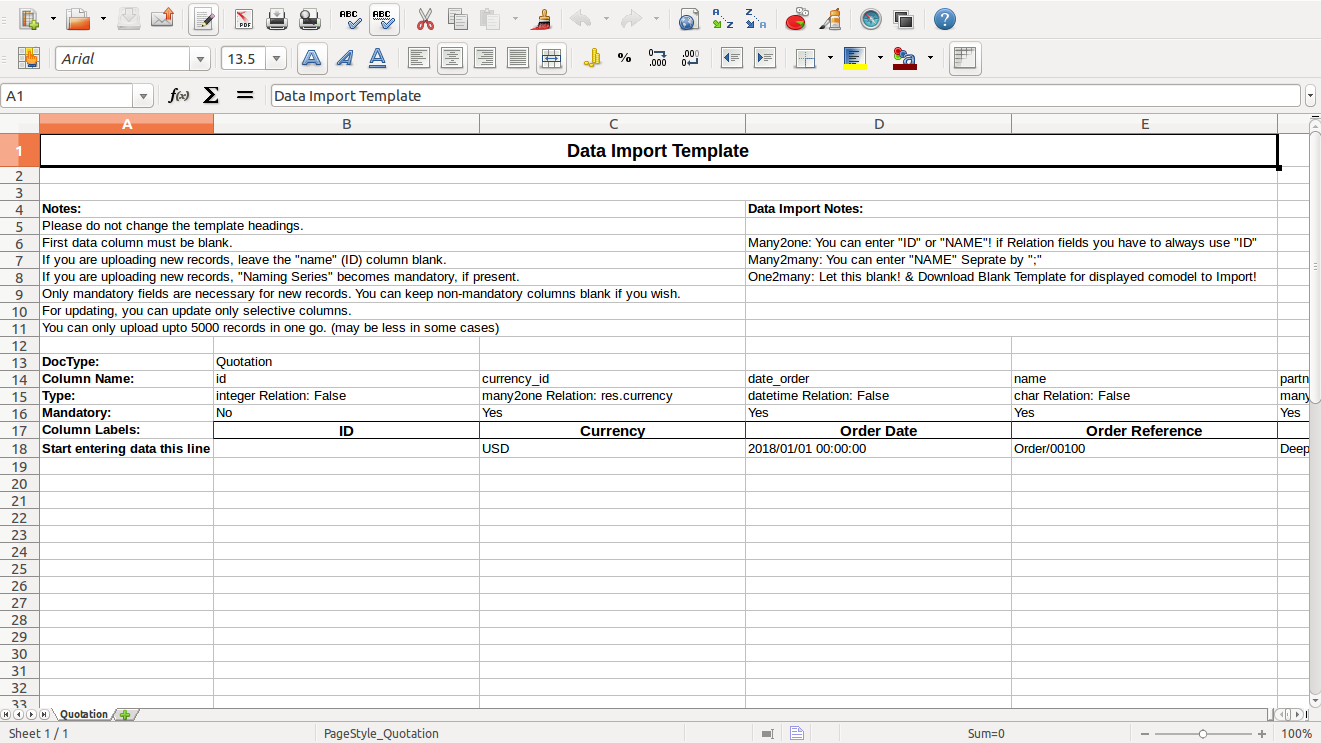 Arial 13.5
A1 Data Import Template
A B C D E
1 Data Import Template
2
3
4 Notes: Data Import Notes:
5 Please do not change the template headings.
6 First data column must be blank. Many2one: You can enter "ID" or "NAME"! if Relation fields you have to always use "ID"
7 If you are uploading new records, leave the "name" (ID) column blank. Many2many: You can enter "NAME" Seprate by ";"
8 If you are uploading new records, "Naming Series" becomes mandatory, if present. One2many: Let this blank! & Download Blank Template for displayed comodel to Import!
9 Only mandatory fields are necessary for new records. You can keep non-mandatory columns blank if you wish.
10 For updating, you can update only selective columns.
11 You can only upload upto 5000 records in one go. (may be less in some cases)
12
13 DocType: Quotation
14 Column Name: id currency_id date_order name partn
15 Type: integer Relation: False many2one Relation: res.currency datetime Relation: False char Relation: False many
16 Mandatory: No Yes Yes Yes Yes
17 Column Labels: ID Currency Order Date Order Reference
18 Start entering data this line USD 2018/01/01 00:00:00 Order/00100 Deep
19
20
21
22
23
24
25
26
27
28
29
30
31
32
33
Quotation
Sheet 1 / 1 PageStyle_Quotation Sum=0 100%